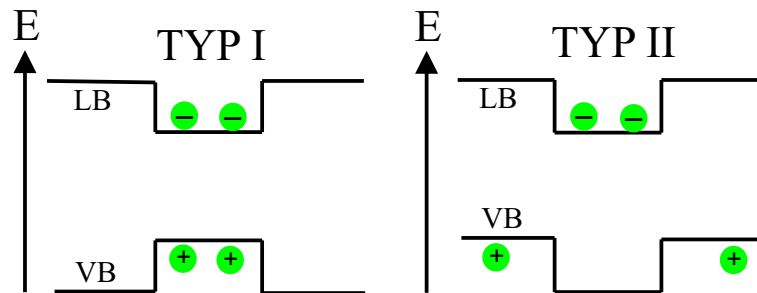 E
TYP I
LB
− −
VB
+ +
E
TYP II
LB
− −
VB
+ +